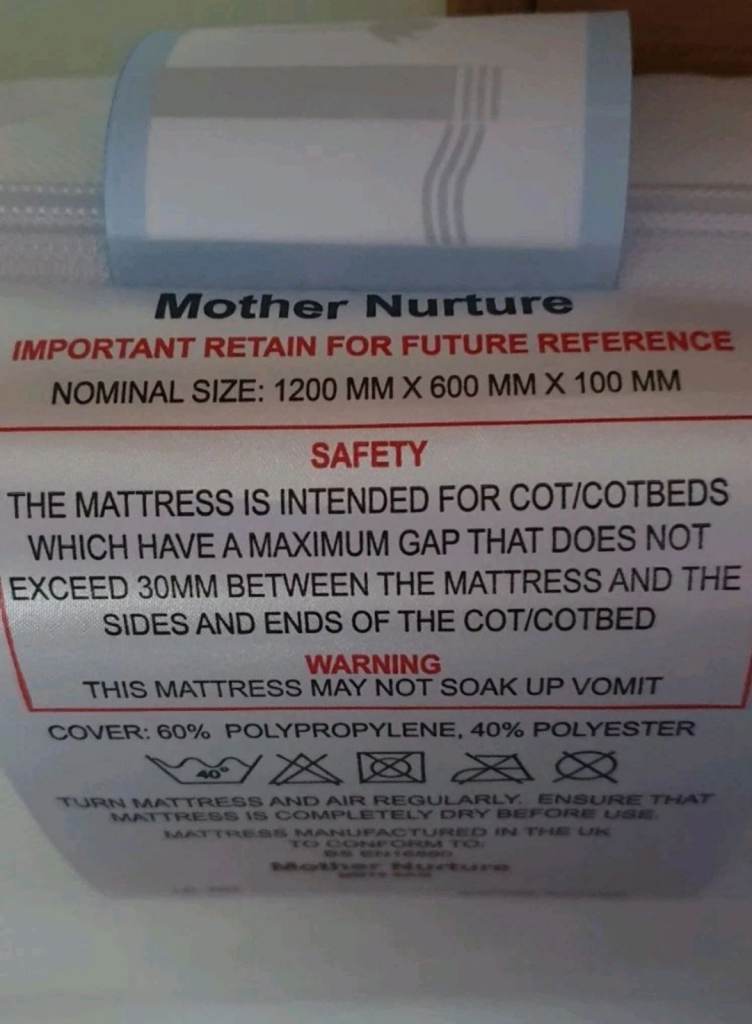 Mother Nurture
IMPORTANT RETAIN FOR FUTURE REFERENCE
NOMINAL SIZE: 1200 MM X 600 MM X 100 MM
SAFETY
THE MATTRESS IS INTENDED FOR COT/COTBEDS
WHICH HAVE A MAXIMUM GAP THAT DOES NOT
EXCEED 30MM BETWEEN THE MATTRESS AND THE
SIDES AND ENDS OF THE COT/COTBED
WARNING
THIS MATTRESS MAY NOT SOAK UP VOMIT
COVER: 60% POLYPROPYLENE, 40% POLYESTER
40°
TURN MATTRESS AND AIR REGULARLY. ENSURE THAT
MATTRESS IS COMPLETELY DRY BEFORE USE.
MATTRESS MANUFACTURED IN THE UK
TO CONFORM TO:
BS
Mother Nurture